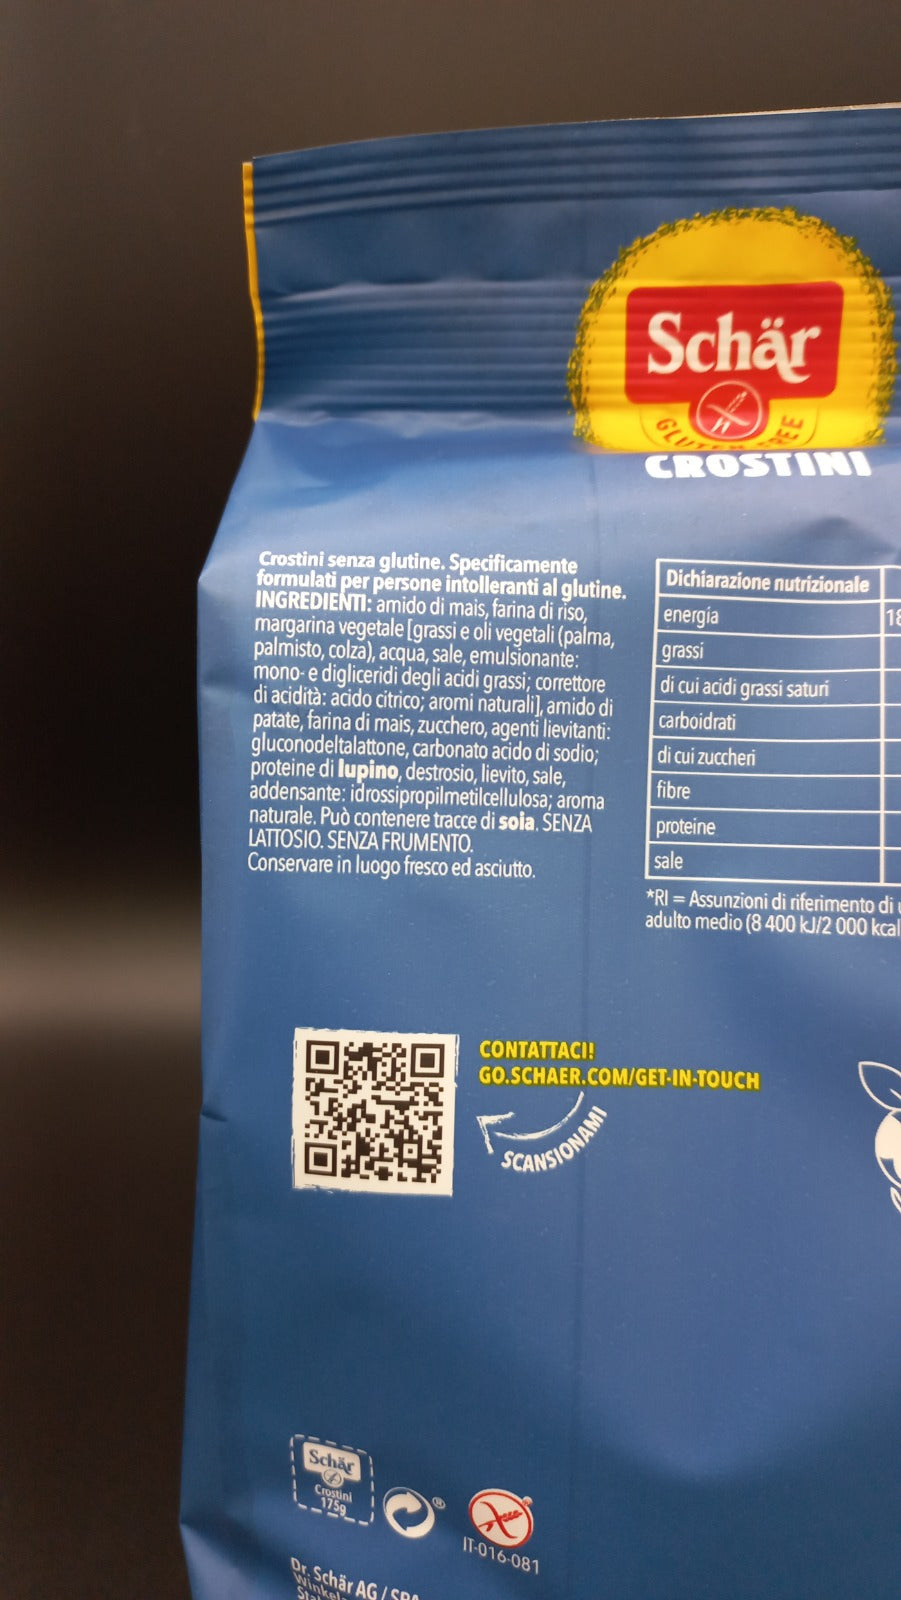 Schär
GLUTEN FREE
CROSTINI
Crostini senza glutine. Specificamente
formulati per persone intolleranti al glutine.
INGREDIENTI: amido di mais, farina di riso,
margarina vegetale [grassi e oli vegetali (palma,
palmisto, colza), acqua, sale, emulsionante:
mono- e digliceridi degli acidi grassi; correttore
di acidità: acido citrico; aromi naturali], amido di
patate, farina di mais, zucchero, agenti lievitanti:
gluconodeltalattone, carbonato acido di sodio;
proteine di lupino, destrosio, lievito, sale,
addensante: idrossipropilmetilcellulosa; aroma
naturale. Può contenere tracce di soia. SENZA
LATTOSIO. SENZA FRUMENTO.
Conservare in luogo fresco ed asciutto.
Dichiarazione nutrizionale
energia 18
grassi
di cui acidi grassi saturi
carboidrati
di cui zuccheri
fibre
proteine
sale
*RI = Assunzioni di riferimento di
adulto medio (8 400 kJ/2 000 kcal
CONTATTACI!
GO.SCHAER.COM/GET-IN-TOUCH
SCANSIONAMI
Schär
Crostini
175g
®
IT-016-081
Dr. Schär AG / SPA